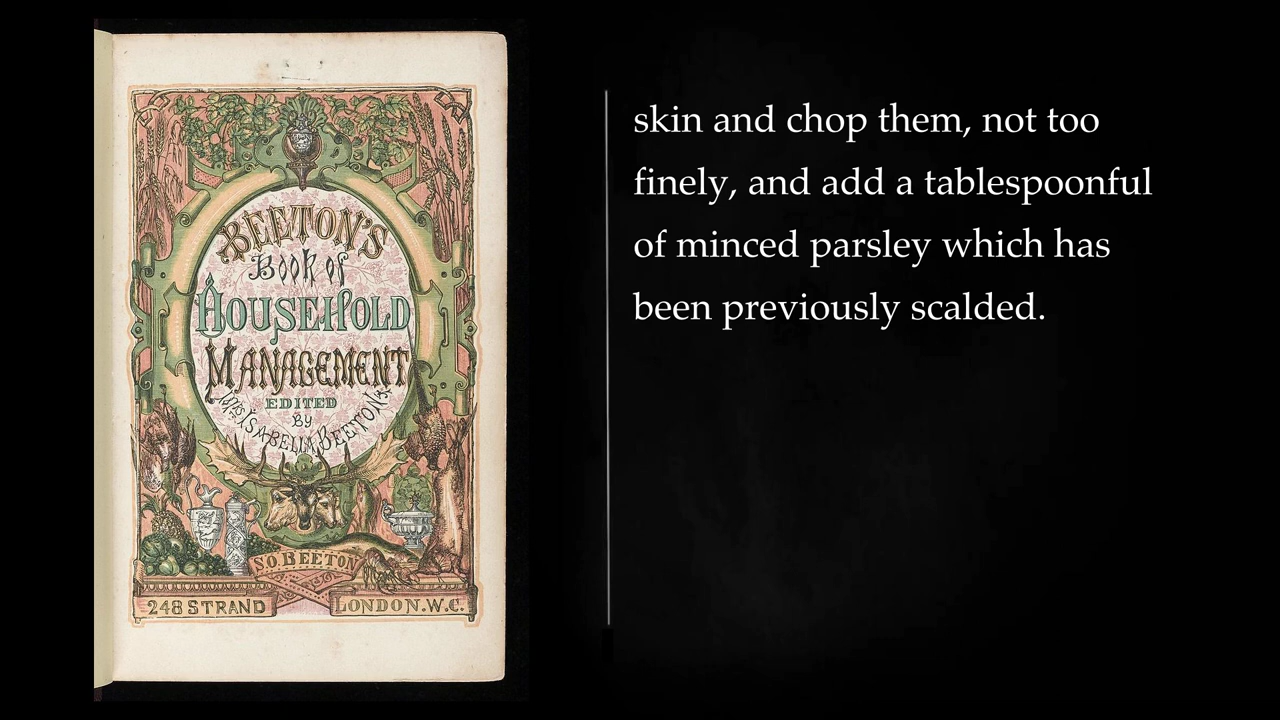 BEETON'S
Book of
HOUSEHOLD
MANAGEMENT
EDITED
BY
MRS ISABELLA BEETON
S.O. BEETON
248 STRAND
LONDON. W.C.
skin and chop them, not too
finely, and add a tablespoonful
of minced parsley which has
been previously scalded.